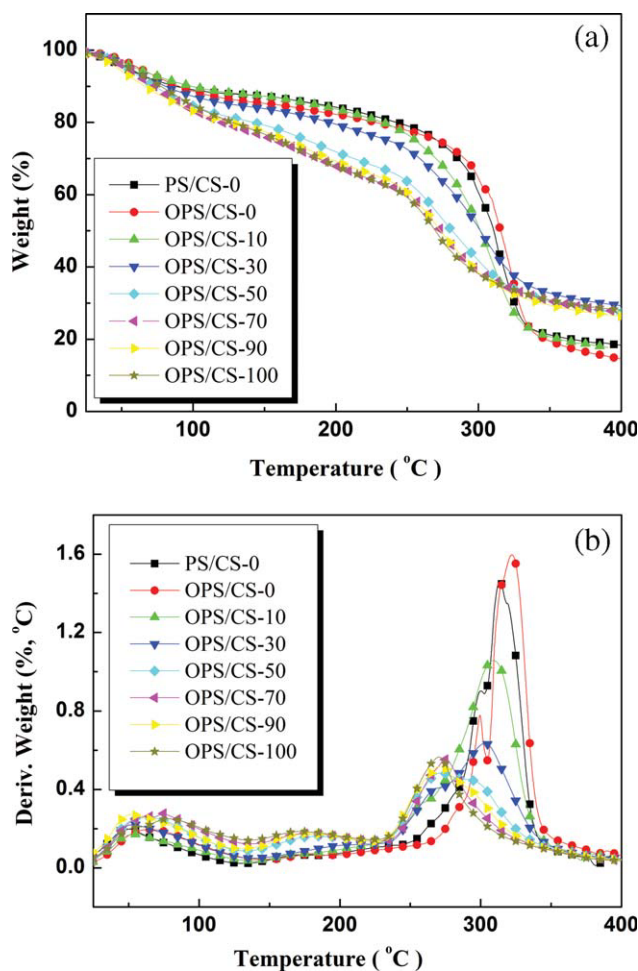 (a)
100
80
60
40
20
0
Weight (%)
PS/CS-0
OPS/CS-0
OPS/CS-10
OPS/CS-30
OPS/CS-50
OPS/CS-70
OPS/CS-90
OPS/CS-100
100 200 300 400
Temperature ( °C )
(b)
1.6
1.2
0.8
0.4
0.0
Deriv. Weight (%, °C)
PS/CS-0
OPS/CS-0
OPS/CS-10
OPS/CS-30
OPS/CS-50
OPS/CS-70
OPS/CS-90
OPS/CS-100
100 200 300 400
Temperature ( °C )